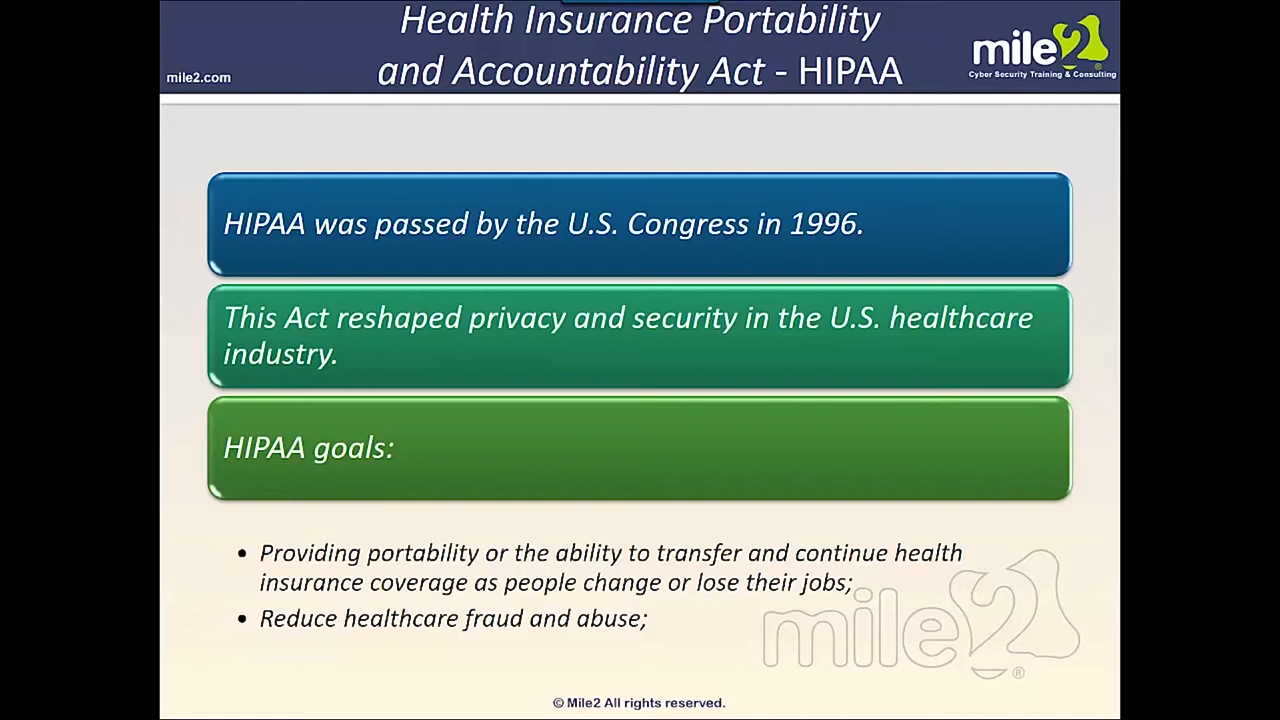 Health Insurance Portability
and Accountability Act - HIPAA
mile2.com
mile2®
Cyber Security Training & Consulting
HIPAA was passed by the U.S. Congress in 1996.
This Act reshaped privacy and security in the U.S. healthcare
industry.
HIPAA goals:
• Providing portability or the ability to transfer and continue health
insurance coverage as people change or lose their jobs;
• Reduce healthcare fraud and abuse;
mile2®
© Mile2 All rights reserved.